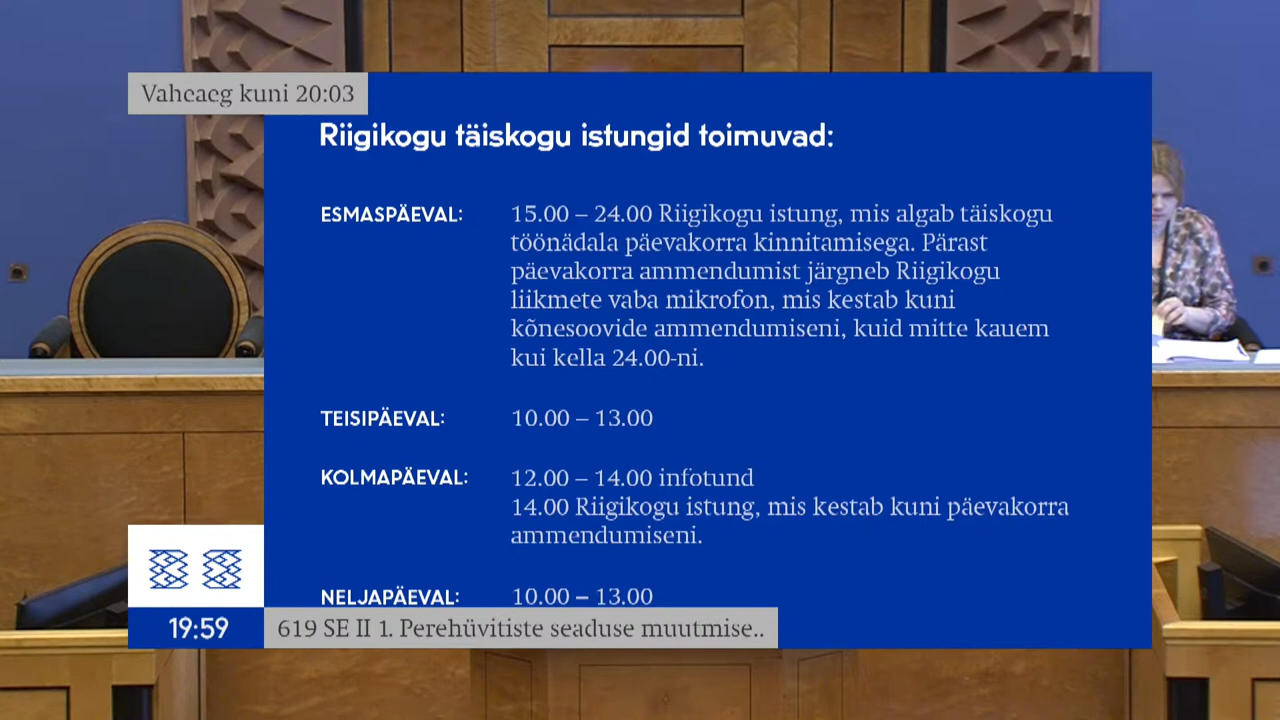 Vaheaeg kuni 20:03
Riigikogu täiskogu istungid toimuvad:
ESMASPÄEVAL:
15.00 – 24.00 Riigikogu istung, mis algab täiskogu
töönädala päevakorra kinnitamisega. Pärast
päevakorra ammendumist järgneb Riigikogu
liikmete vaba mikrofon, mis kestab kuni
kõnesoovide ammendumiseni, kuid mitte kauem
kui kella 24.00-ni.
TEISIPÄEVAL:
10.00 – 13.00
KOLMAPÄEVAL:
12.00 – 14.00 infotund
14.00 Riigikogu istung, mis kestab kuni päevakorra
ammendumiseni.
NELJAPÄEVAL:
10.00 – 13.00
19:59
619 SE II 1. Perehüvitiste seaduse muutmise..